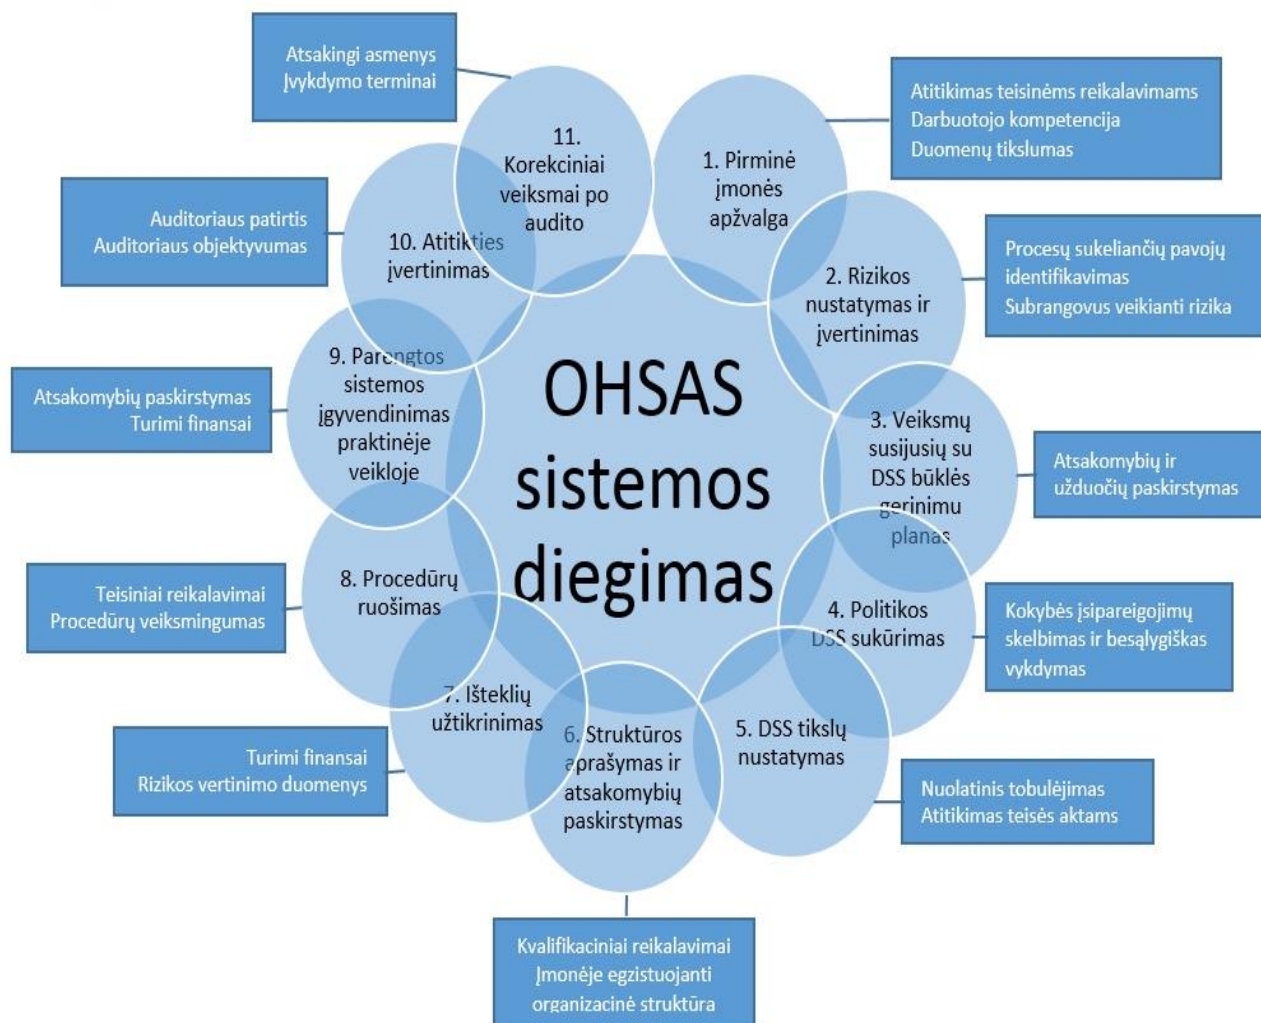 OHSAS
sistemos
diegimas
1. Pirminė
įmonės
apžvalga
Atitikimas teisinėms reikalavimams
Darbuotojo kompetencija
Duomenų tikslumas
2. Rizikos
nustatymas ir
įvertinimas
Procesų sukeliančių pavojų
identifikavimas
Subrangovus veikianti rizika
3. Veiksmų
susijusių su
DSS būklės
gerinimu
planas
Atsakomybių ir
užduočių paskirstymas
4. Politikos
DSS sukūrimas
Kokybės įsipareigojimų
skelbimas ir besąlygiškas
vykdymas
5. DSS tikslų
nustatymas
Nuolatinis tobulėjimas
Atitikimas teisės aktams
6. Struktūros
aprašymas ir
atsakomybių
paskirstymas
Kvalifikaciniai reikalavimai
Įmonėje egzistuojanti
organizacinė struktūra
7. Išteklių
užtikrinimas
Turimi finansai
Rizikos vertinimo duomenys
8. Procedūrų
ruošimas
Teisiniai reikalavimai
Procedūrų veiksmingumas
9. Parengtos
sistemos
įgyvendinimas
praktinėje
veikloje
Atsakomybių paskirstymas
Turimi finansai
10. Atitikties
įvertinimas
Auditoriaus patirtis
Auditoriaus objektyvumas
11.
Korekciniai
veiksmai po
audito
Atsakingi asmenys
Įvykdymo terminai